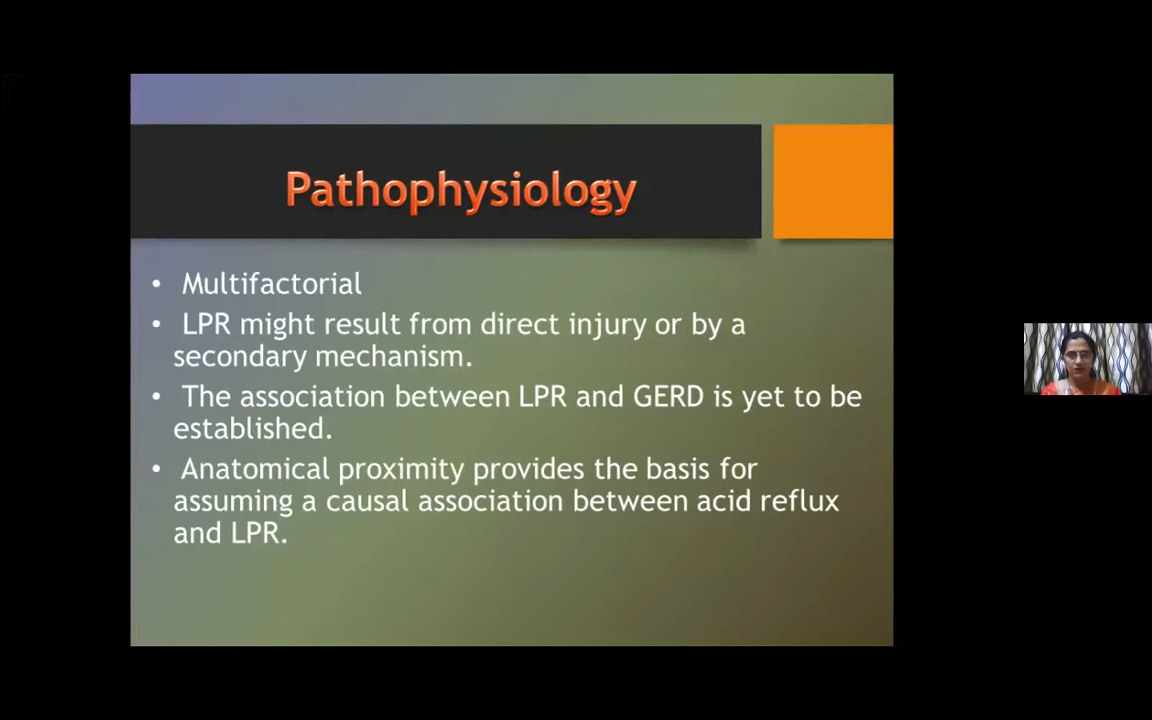 Pathophysiology
• Multifactorial
• LPR might result from direct injury or by a
secondary mechanism.
• The association between LPR and GERD is yet to be
established.
• Anatomical proximity provides the basis for
assuming a causal association between acid reflux
and LPR.